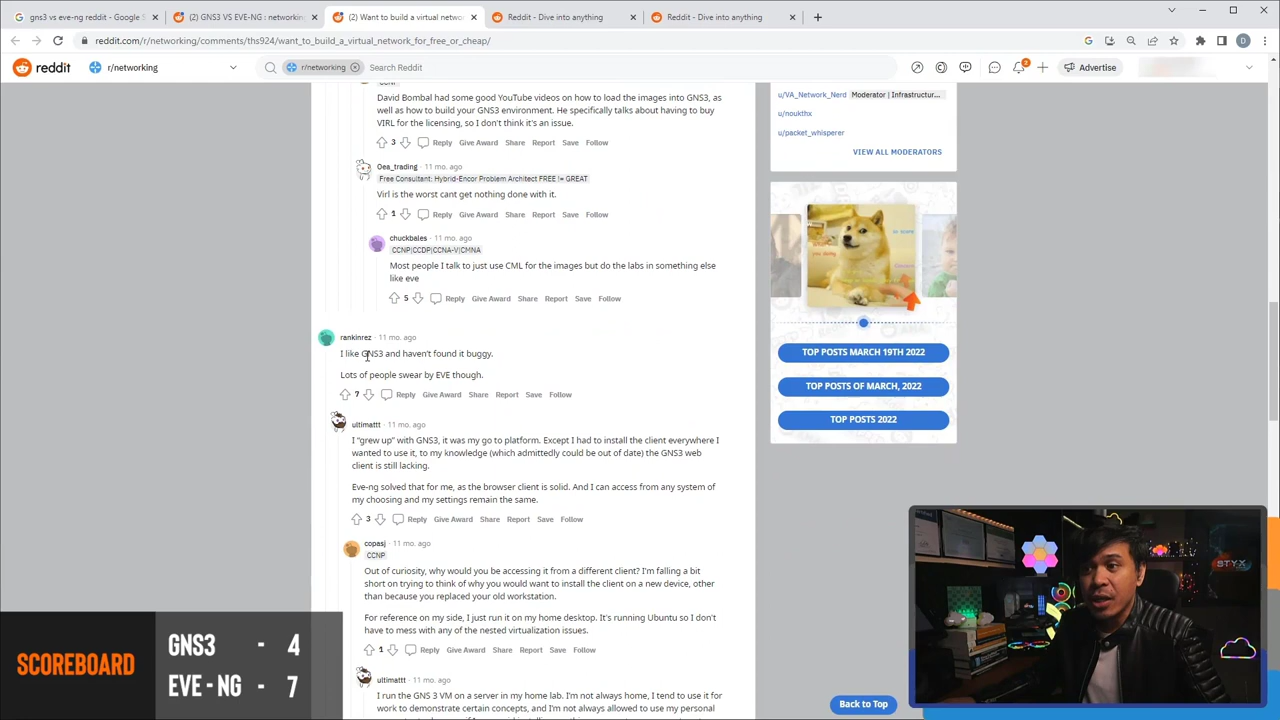 gns3 vs eve-ng reddit - Google S
(2) GNS3 VS EVE-NG : networking
(2) Want to build a virtual networ
Reddit - Dive into anything
Reddit - Dive into anything
reddit.com/r/networking/comments/ths924/want_to_build_a_virtual_network_for_free_or_cheap/
D
reddit
r/networking
r/networking
Search Reddit
2
Advertise
David Bombal had some good YouTube videos on how to load the images into GNS3, as
well as how to build your GNS3 environment. He specifically talks about having to buy
VIRL for the licensing, so I don't think it's an issue.
3 Reply Give Award Share Report Save Follow
Oea_trading · 11 mo. ago
Free Consultant: Hybrid-Encor Problem Architect FREE != GREAT
Virl is the worst cant get nothing done with it.
1 Reply Give Award Share Report Save Follow
chuckbales · 11 mo. ago
CCNP|CCDP|CCNA-V|CMNA
Most people I talk to just use CML for the images but do the labs in something else
like eve
5 Reply Give Award Share Report Save Follow
rankinrez · 11 mo. ago
I like GNS3 and haven't found it buggy.
Lots of people swear by EVE though.
7 Reply Give Award Share Report Save Follow
ultimattt · 11 mo. ago
I "grew up" with GNS3, it was my go to platform. Except I had to install the client everywhere I
wanted to use it, to my knowledge (which admittedly could be out of date) the GNS3 web
client is still lacking.
Eve-ng solved that for me, as the browser client is solid. And I can access from any system of
my choosing and my settings remain the same.
3 Reply Give Award Share Report Save Follow
copasj · 11 mo. ago
CCNP
Out of curiosity, why would you be accessing it from a different client? I'm falling a bit
short on trying to think of why you would want to install the client on a new device, other
than because you replaced your old workstation.
For reference on my side, I just run it on my home desktop. It's running Ubuntu so I don't
have to mess with any of the nested virtualization issues.
1 Reply Give Award Share Report Save Follow
ultimattt · 11 mo. ago
I run the GNS 3 VM on a server in my home lab. I'm not always home, I tend to use it for
work to demonstrate certain concepts, and I'm not always allowed to use my personal
u/VA_Network_Nerd Moderator | Infrastructur...
u/noukthx
u/packet_whisperer
VIEW ALL MODERATORS
TOP POSTS MARCH 19TH 2022
TOP POSTS OF MARCH, 2022
TOP POSTS 2022
Back to Top
SCOREBOARD
GNS3 - 4
EVE - NG - 7
STYX